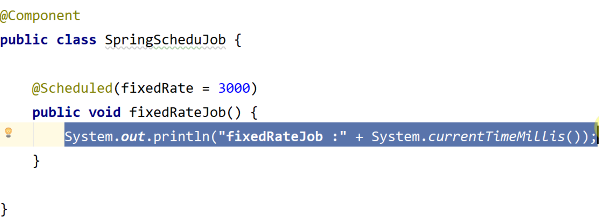 @Component
public class SpringScheduJob {
@Scheduled(fixedRate = 3000)
public void fixedRateJob() {
System.out.println("fixedRateJob :" + System.currentTimeMillis());
}
}